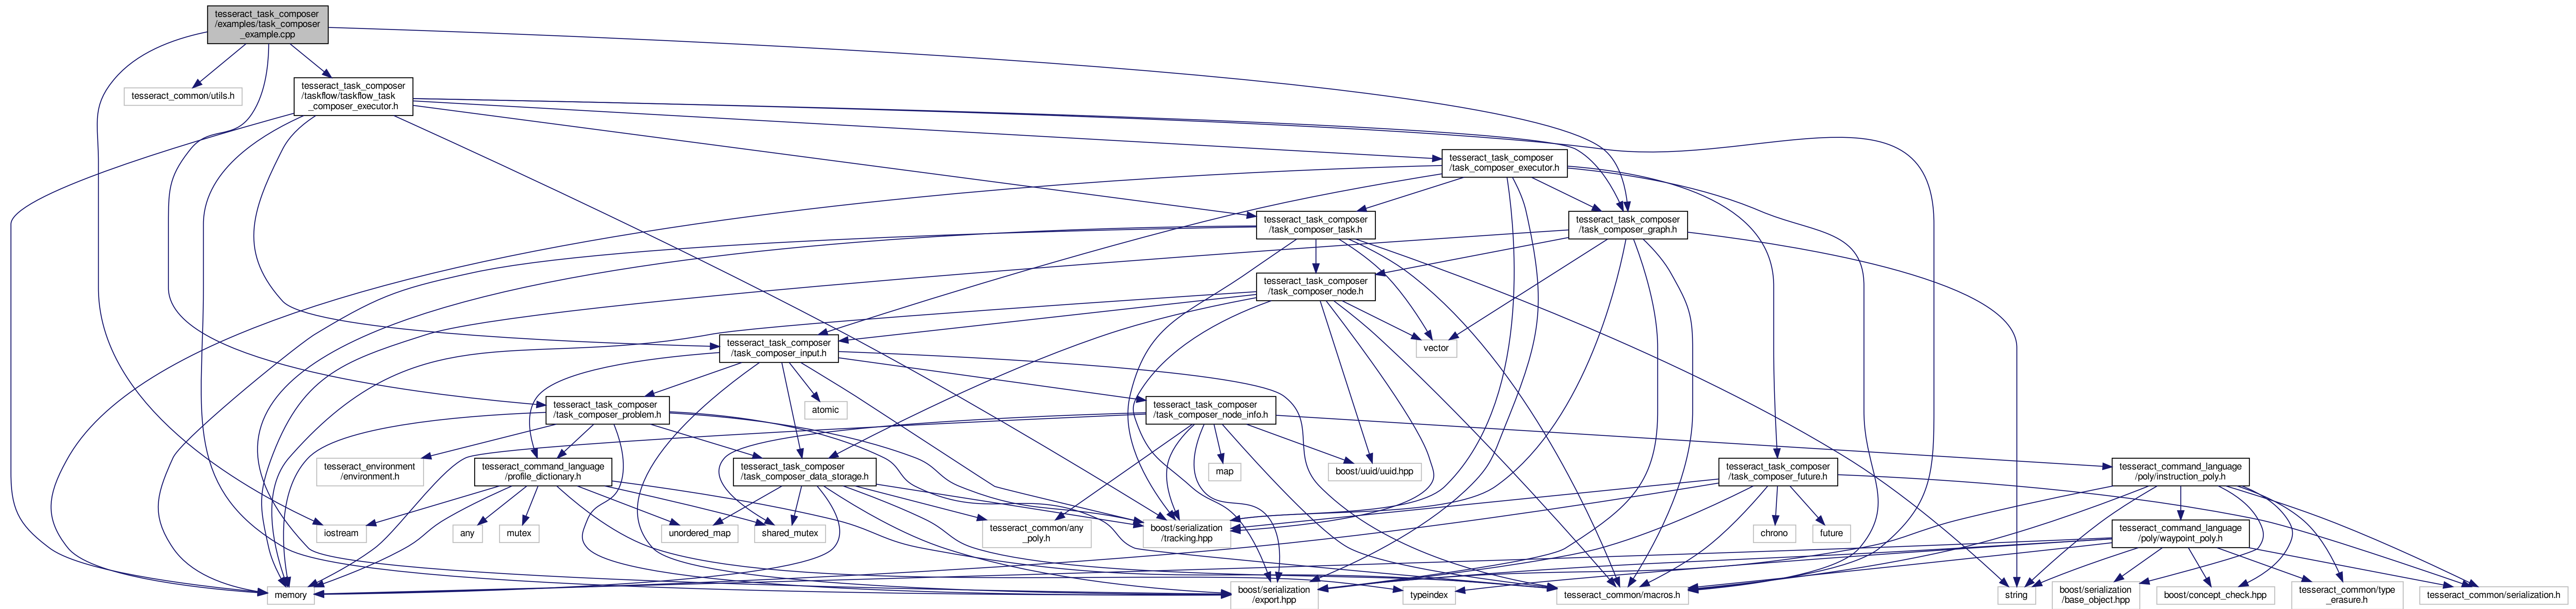 tesseract_task_composer
/examples/task_composer
_example.cpp
tesseract_common/utils.h
tesseract_task_composer
/taskflow/taskflow_task
_composer_executor.h
tesseract_task_composer
/task_composer_executor.h
tesseract_task_composer
/task_composer_task.h
tesseract_task_composer
/task_composer_graph.h
tesseract_task_composer
/task_composer_node.h
tesseract_task_composer
/task_composer_input.h
vector
tesseract_task_composer
/task_composer_problem.h
atomic
tesseract_task_composer
/task_composer_node_info.h
tesseract_environment
/environment.h
tesseract_command_language
/profile_dictionary.h
tesseract_task_composer
/task_composer_data_storage.h
map
boost/uuid/uuid.hpp
tesseract_task_composer
/task_composer_future.h
tesseract_command_language
/poly/instruction_poly.h
iostream
any
mutex
unordered_map
shared_mutex
tesseract_common/any
_poly.h
boost/serialization
/tracking.hpp
chrono
future
tesseract_command_language
/poly/waypoint_poly.h
memory
boost/serialization
/export.hpp
typeindex
tesseract_common/macros.h
string
boost/serialization
/base_object.hpp
boost/concept_check.hpp
tesseract_common/type
_erasure.h
tesseract_common/serialization.h